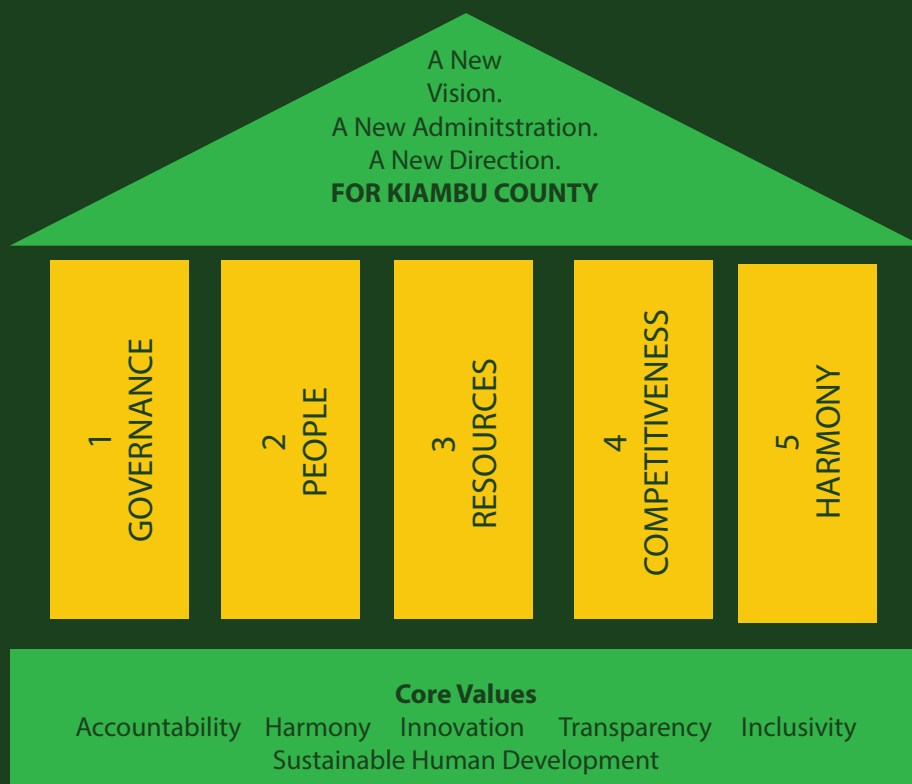 A New
Vision.
A New Adminitstration.
A New Direction.
FOR KIAMBU COUNTY
1
GOVERNANCE
2
PEOPLE
3
RESOURCES
4
COMPETITIVENESS
5
HARMONY
Core Values
Accountability Harmony Innovation Transparency Inclusivity
Sustainable Human Development